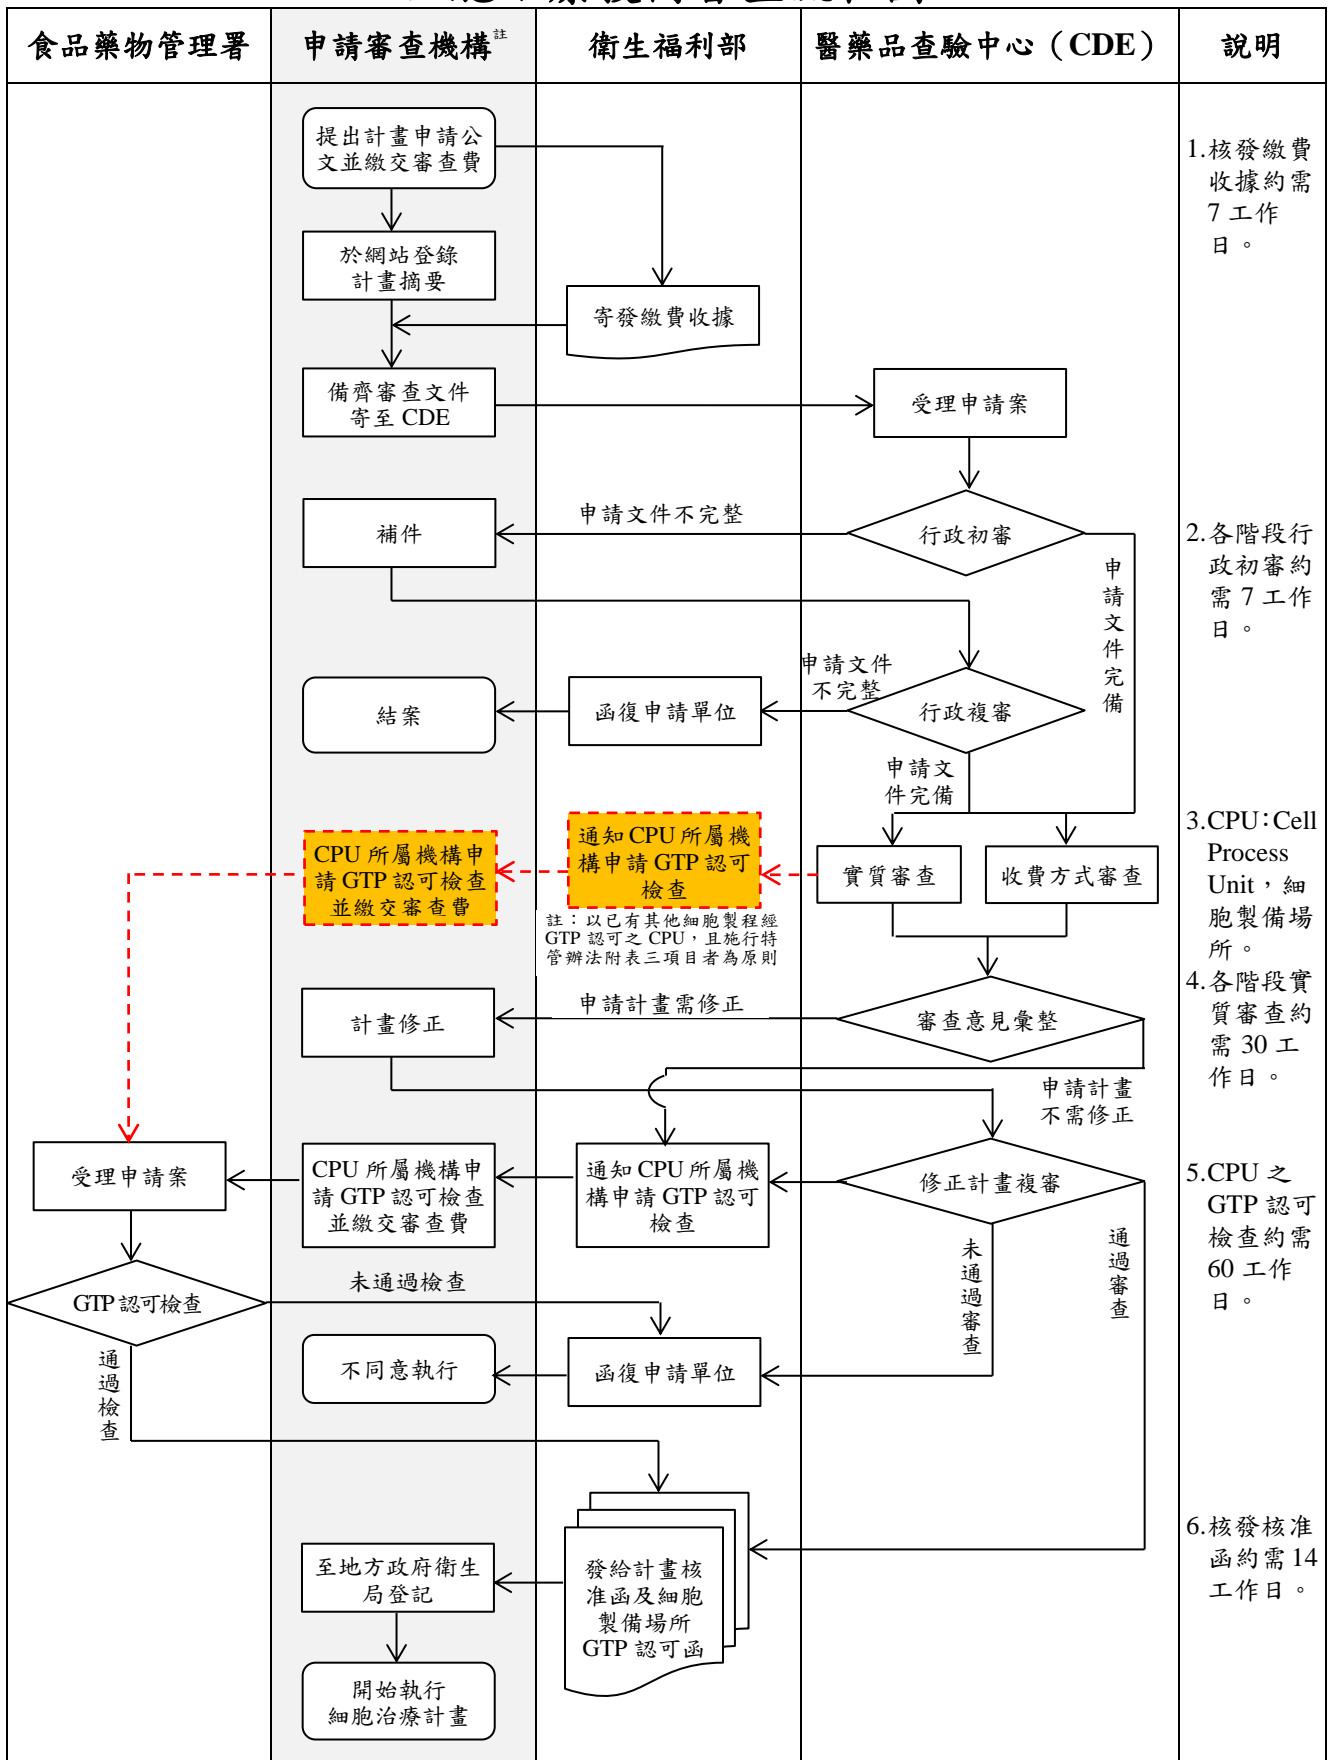 食品藥物管理署
申請審查機構註
衛生福利部
醫藥品查驗中心（CDE）
說明
提出計畫申請公
文並繳交審查費
於網站登錄
計畫摘要
寄發繳費收據
備齊審查文件
寄至 CDE
受理申請案
1.核發繳費
收據約需
7 工作
日。
補件
申請文件不完整
行政初審
申請文件完備
2.各階段行
政初審約
需 7 工作
日。
結案
函復申請單位
申請文件
不完整
行政複審
申請文
件完備
CPU 所屬機構申
請 GTP 認可檢查
並繳交審查費
通知 CPU 所屬機
構申請 GTP 認可
檢查
註：以已有其他細胞製程經
GTP 認可之 CPU，且施行特
管辦法附表三項目者為原則
實質審查
收費方式審查
3.CPU：Cell
Process
Unit，細
胞製備場
所。
4.各階段實
質審查約
需 30 工
作日。
計畫修正
申請計畫需修正
審查意見彙整
申請計畫
不需修正
受理申請案
CPU 所屬機構申
請 GTP 認可檢查
並繳交審查費
通知 CPU 所屬機
構申請 GTP 認可
檢查
修正計畫複審
5.CPU 之
GTP 認可
檢查約需
60 工作
日。
未通過審查
通過審查
GTP 認可檢查
未通過檢查
通過檢查
不同意執行
函復申請單位
至地方政府衛生
局登記
發給計畫核
准函及細胞
製備場所
GTP 認可函
6.核發核准
函約需 14
工作日。
開始執行
細胞治療計畫